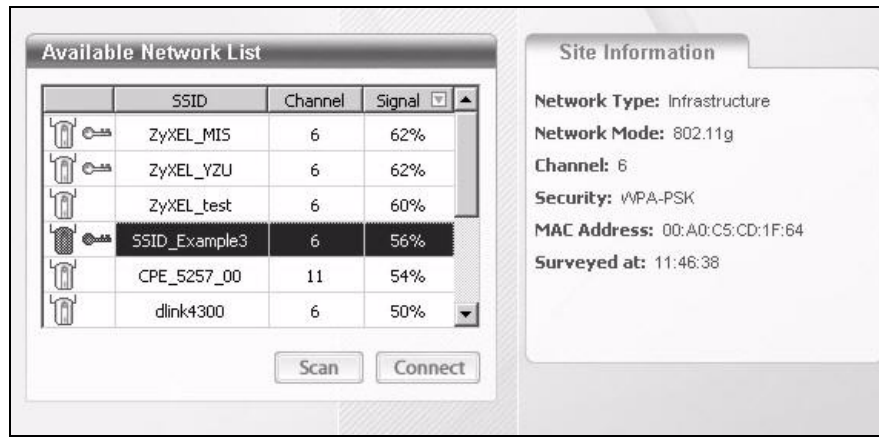 Available Network List
SSID Channel Signal
ZyXEL_MIS 6 62%
ZyXEL_YZU 6 62%
ZyXEL_test 6 60%
SSID_Example3 6 56%
CPE_5257_00 11 54%
dlink4300 6 50%
Scan Connect
Site Information
Network Type: Infrastructure
Network Mode: 802.11g
Channel: 6
Security: WPA-PSK
MAC Address: 00:A0:C5:CD:1F:64
Surveyed at: 11:46:38